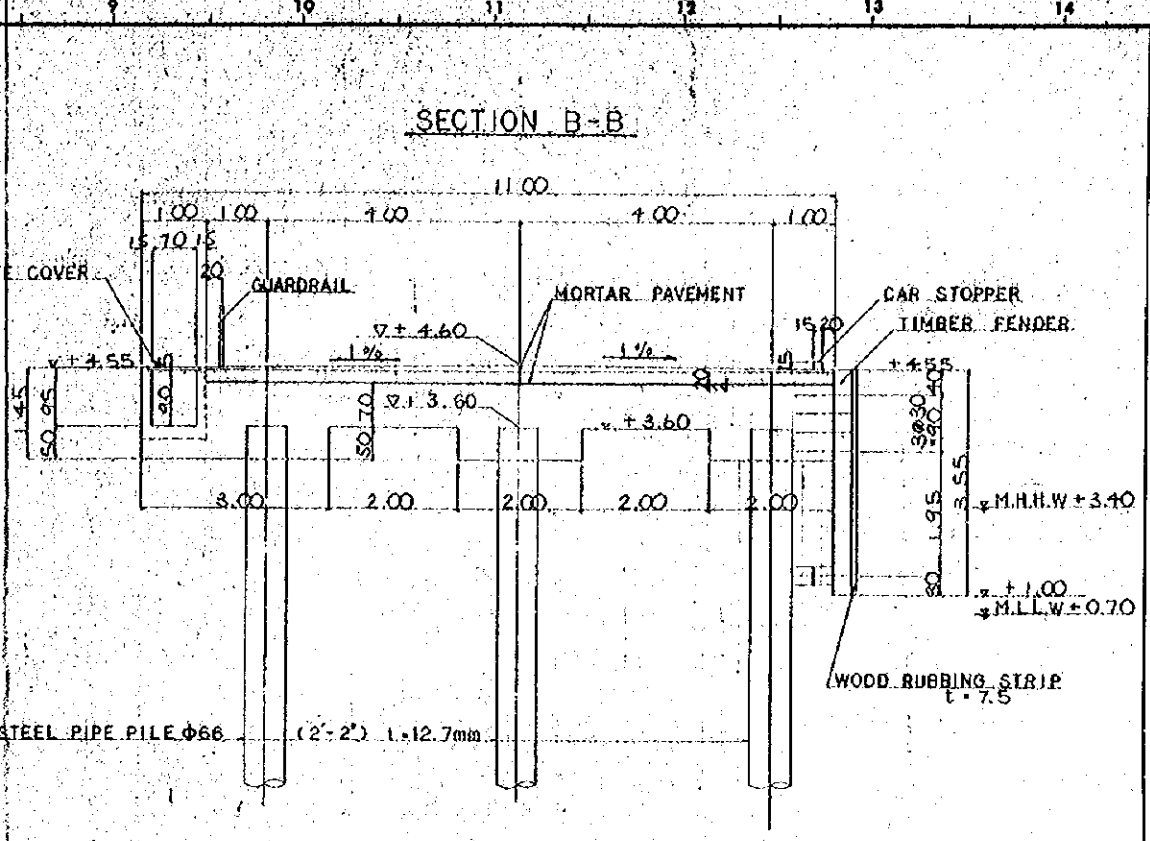 9 10 11 12 13 14
SECTION B-B
11.00
1.00 1.00 4.00 4.00 1.00
15 70 15
20
COVER
GUARDRAIL
MORTAR PAVEMENT
CAR STOPPER
15 20
TIMBER FENDER
▽ + 4.60
1% 1%
+ 4.55
+ 4.55
15
90
1.45
50 95
50 70
20
40
3@30
=.90
▽ + 3.60
+ 3.60
3.00 2.00 2.00 2.00 2.00
1.95
3.55
M.H.H.W + 3.40
+ 1.00
M.L.L.W + 0.70
WOOD RUBBING STRIP
t = 7.5
STEEL PIPE PILE Φ66 (2'-2") t=12.7mm